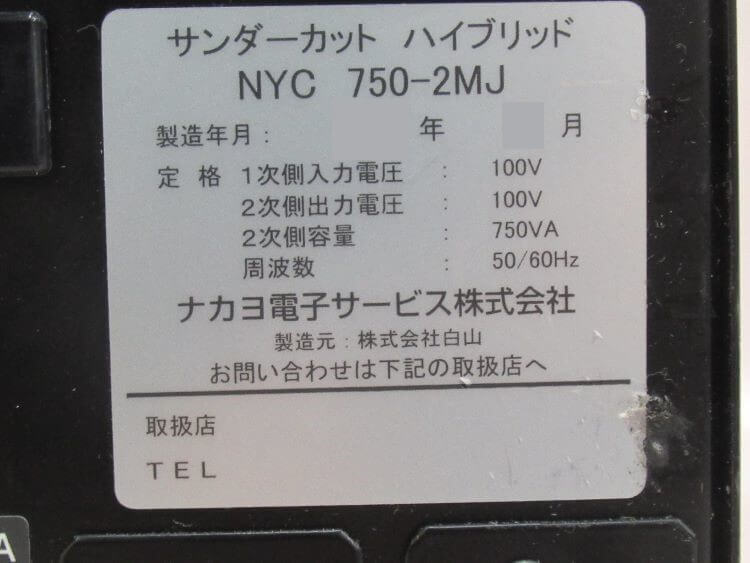 サンダーカット ハイブリッド
NYC 750-2MJ
製造年月： 年 月
定 格 1次側入力電圧 ： 100V
2次側出力電圧 ： 100V
2次側容量 ： 750VA
周波数 ： 50/60Hz
ナカヨ電子サービス株式会社
製造元：株式会社白山
お問い合わせは下記の取扱店へ
取扱店
ＴＥＬ
A